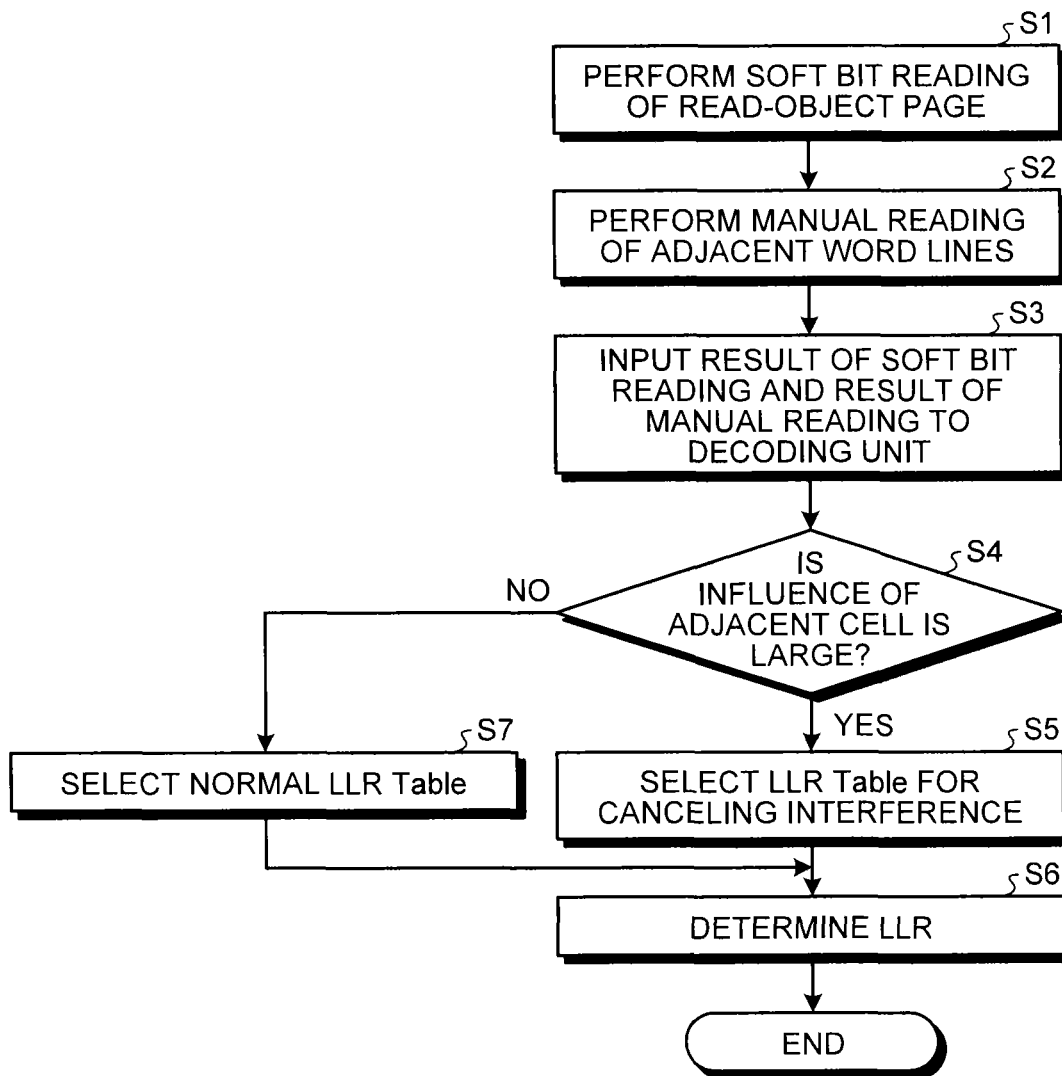 S1
PERFORM SOFT BIT READING
OF READ-OBJECT PAGE
S2
PERFORM MANUAL READING
OF ADJACENT WORD LINES
S3
INPUT RESULT OF SOFT BIT
READING AND RESULT OF
MANUAL READING TO
DECODING UNIT
S4
IS
INFLUENCE OF
ADJACENT CELL IS
LARGE?
NO
YES
S7
SELECT NORMAL LLR Table
S5
SELECT LLR Table FOR
CANCELING INTERFERENCE
S6
DETERMINE LLR
END